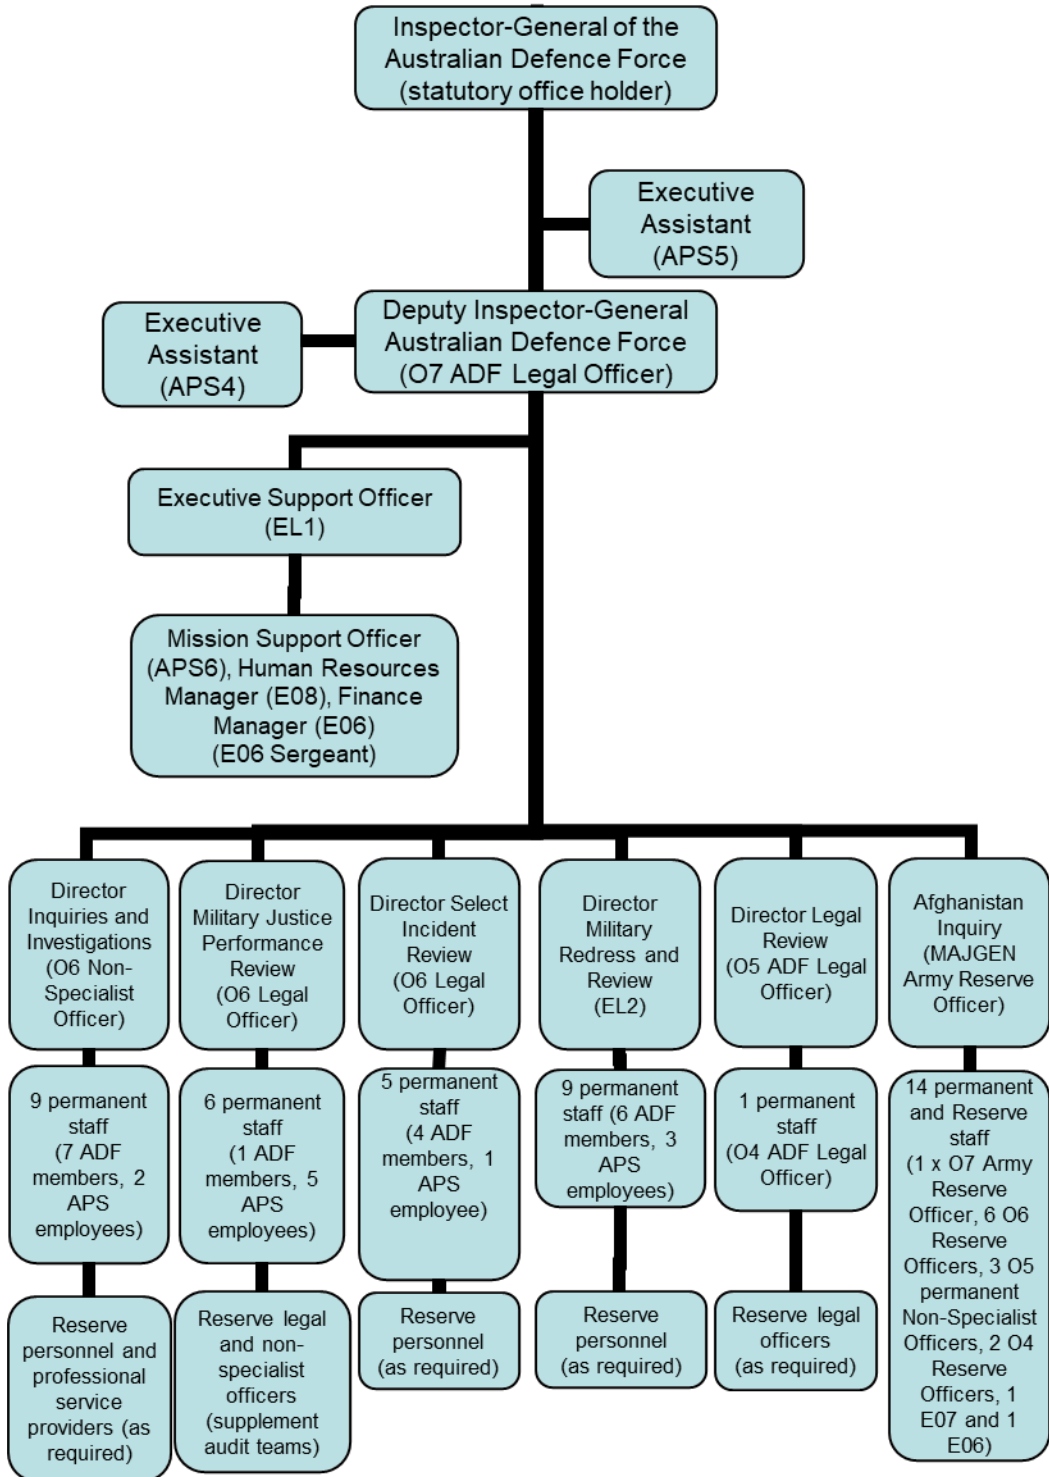 Inspector-General of the
Australian Defence Force
(statutory office holder)
Executive
Assistant
(APS5)
Deputy Inspector-General
Australian Defence Force
(O7 ADF Legal Officer)
Executive
Assistant
(APS4)
Executive Support Officer
(EL1)
Mission Support Officer
(APS6), Human Resources
Manager (E08), Finance
Manager (E06)
(E06 Sergeant)
Director
Inquiries and
Investigations
(O6 Non-
Specialist
Officer)
Director
Military Justice
Performance
Review
(O6 Legal
Officer)
Director Select
Incident
Review
(O6 Legal
Officer)
Director
Military
Redress and
Review
(EL2)
Director Legal
Review
(O5 ADF Legal
Officer)
Afghanistan
Inquiry
(MAJGEN
Army Reserve
Officer)
9 permanent
staff
(7 ADF
members, 2
APS
employees)
6 permanent
staff
(1 ADF
members, 5
APS
employees)
5 permanent
staff
(4 ADF
members, 1
APS
employee)
9 permanent
staff (6 ADF
members, 3
APS
employees)
1 permanent
staff
(O4 ADF Legal
Officer)
14 permanent
and Reserve
staff
(1 x O7 Army
Reserve
Officer, 6 O6
Reserve
Officers, 3 O5
permanent
Non-Specialist
Officers, 2 O4
Reserve
Officers, 1
E07 and 1
E06)
Reserve
personnel and
professional
service
providers (as
required)
Reserve legal
and non-
specialist
officers
(supplement
audit teams)
Reserve
personnel
(as required)
Reserve
personnel
(as required)
Reserve legal
officers
(as required)